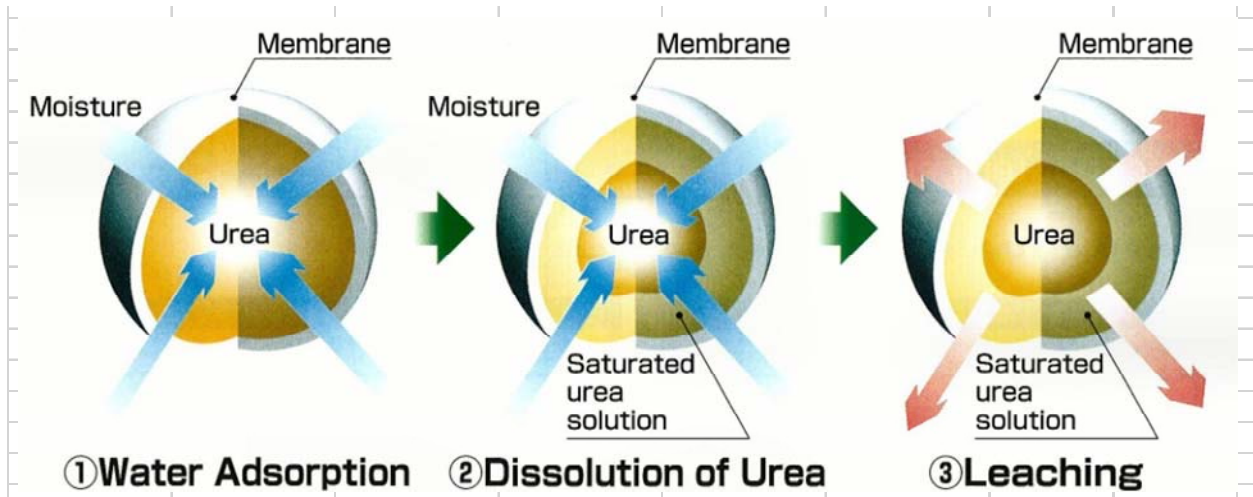 Membrane
Moisture
Urea
①Water Adsorption
Membrane
Moisture
Urea
Saturated
urea
solution
②Dissolution of Urea
Membrane
Urea
Saturated
urea
solution
③Leaching